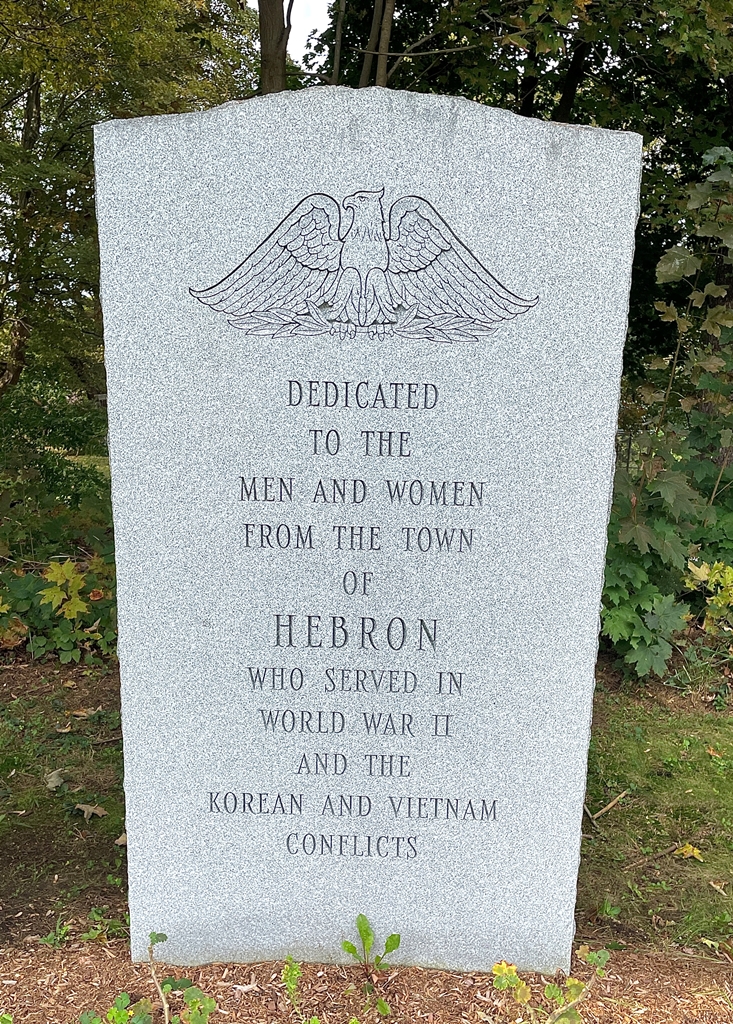 DEDICATED
TO THE
MEN AND WOMEN
FROM THE TOWN
OF
HEBRON
WHO SERVED IN
WORLD WAR II
AND THE
KOREAN AND VIETNAM
CONFLICTS